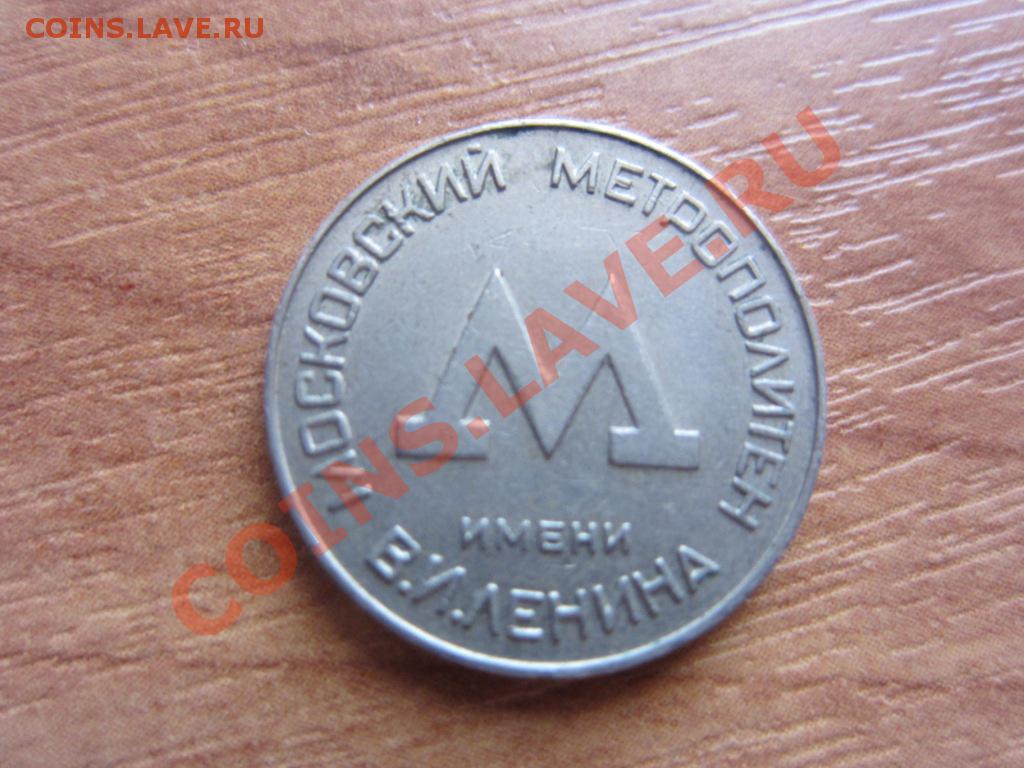 COINS.LAVE.RU
МОСКОВСКИЙ МЕТРОПОЛИТЕН
М
ИМЕНИ
В.И.ЛЕНИНА
COINS.LAVE.RU